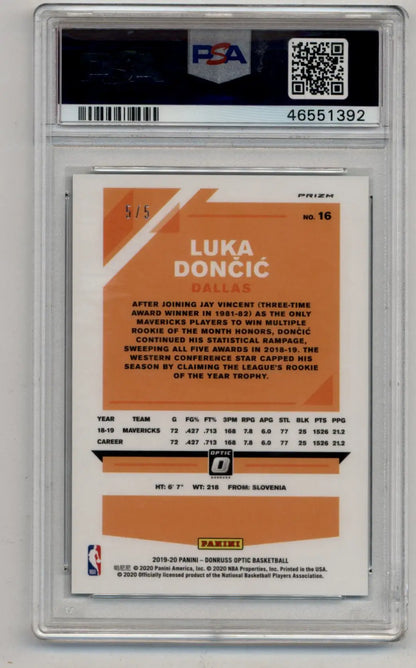 PSA
46551392
PRIZM
5/5
NO. 16
LUKA
DONČIĆ
DALLAS
AFTER JOINING JAY VINCENT (THREE-TIME
AWARD WINNER IN 1981-82) AS THE ONLY
MAVERICKS PLAYERS TO WIN MULTIPLE
ROOKIE OF THE MONTH HONORS, DONČIĆ
CONTINUED HIS STATISTICAL RAMPAGE,
SWEEPING ALL FIVE AWARDS IN 2018-19. THE
WESTERN CONFERENCE STAR CAPPED HIS
SEASON BY CLAIMING THE LEAGUE'S ROOKIE
OF THE YEAR TROPHY.
YEAR TEAM G FG% FT% 3PM RPG APG STL BLK PTS PPG
18-19 MAVERICKS 72 .427 .713 168 7.8 6.0 77 25 1526 21.2
CAREER 72 .427 .713 168 7.8 6.0 77 25 1526 21.2
OPTIC
DONRUSS
HT: 6' 7" WT: 218 FROM: SLOVENIA
PANINI
2019-20 PANINI – DONRUSS OPTIC BASKETBALL
© 2020 Panini America, Inc. © 2020 NBA Properties, Inc. Printed in the USA.
© 2020 Officially licensed product of the National Basketball Players Association.
NBA